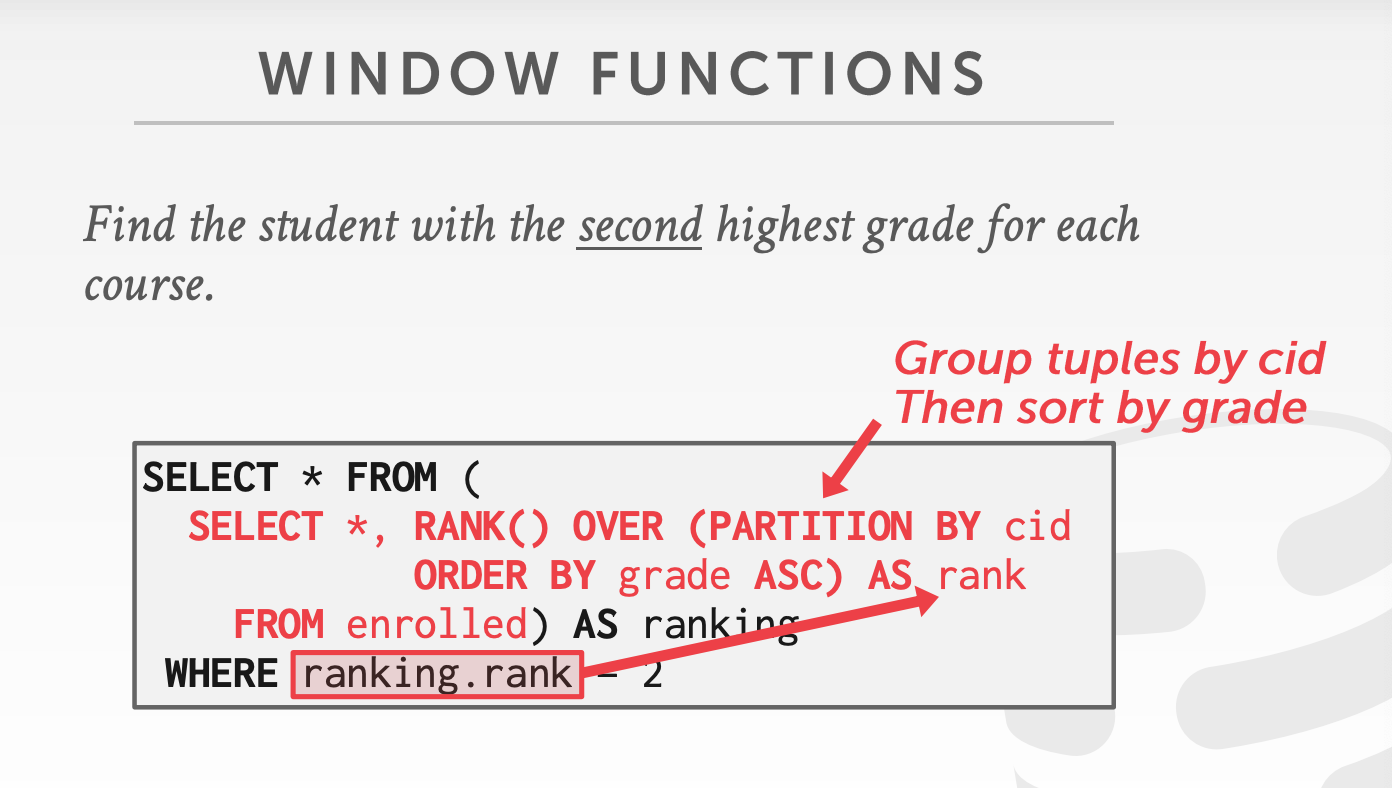 WINDOW FUNCTIONS
Find the student with the second highest grade for each
course.
Group tuples by cid
Then sort by grade
SELECT * FROM (
SELECT *, RANK() OVER (PARTITION BY cid
ORDER BY grade ASC) AS rank
FROM enrolled) AS ranking
WHERE ranking.rank = 2